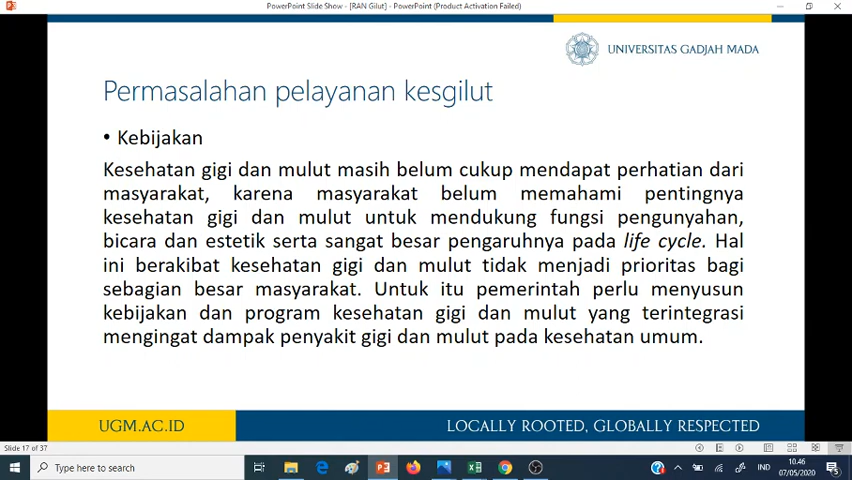 PowerPoint Slide Show - [RAN Gilut] - PowerPoint (Product Activation Failed)
UNIVERSITAS GADJAH MADA
Permasalahan pelayanan kesgilut
• Kebijakan
Kesehatan gigi dan mulut masih belum cukup mendapat perhatian dari
masyarakat, karena masyarakat belum memahami pentingnya
kesehatan gigi dan mulut untuk mendukung fungsi pengunyahan,
bicara dan estetik serta sangat besar pengaruhnya pada life cycle. Hal
ini berakibat kesehatan gigi dan mulut tidak menjadi prioritas bagi
sebagian besar masyarakat. Untuk itu pemerintah perlu menyusun
kebijakan dan program kesehatan gigi dan mulut yang terintegrasi
mengingat dampak penyakit gigi dan mulut pada kesehatan umum.
UGM.AC.ID
LOCALLY ROOTED, GLOBALLY RESPECTED
Slide 17 of 37
Type here to search
IND
10.46
07/05/2020
5